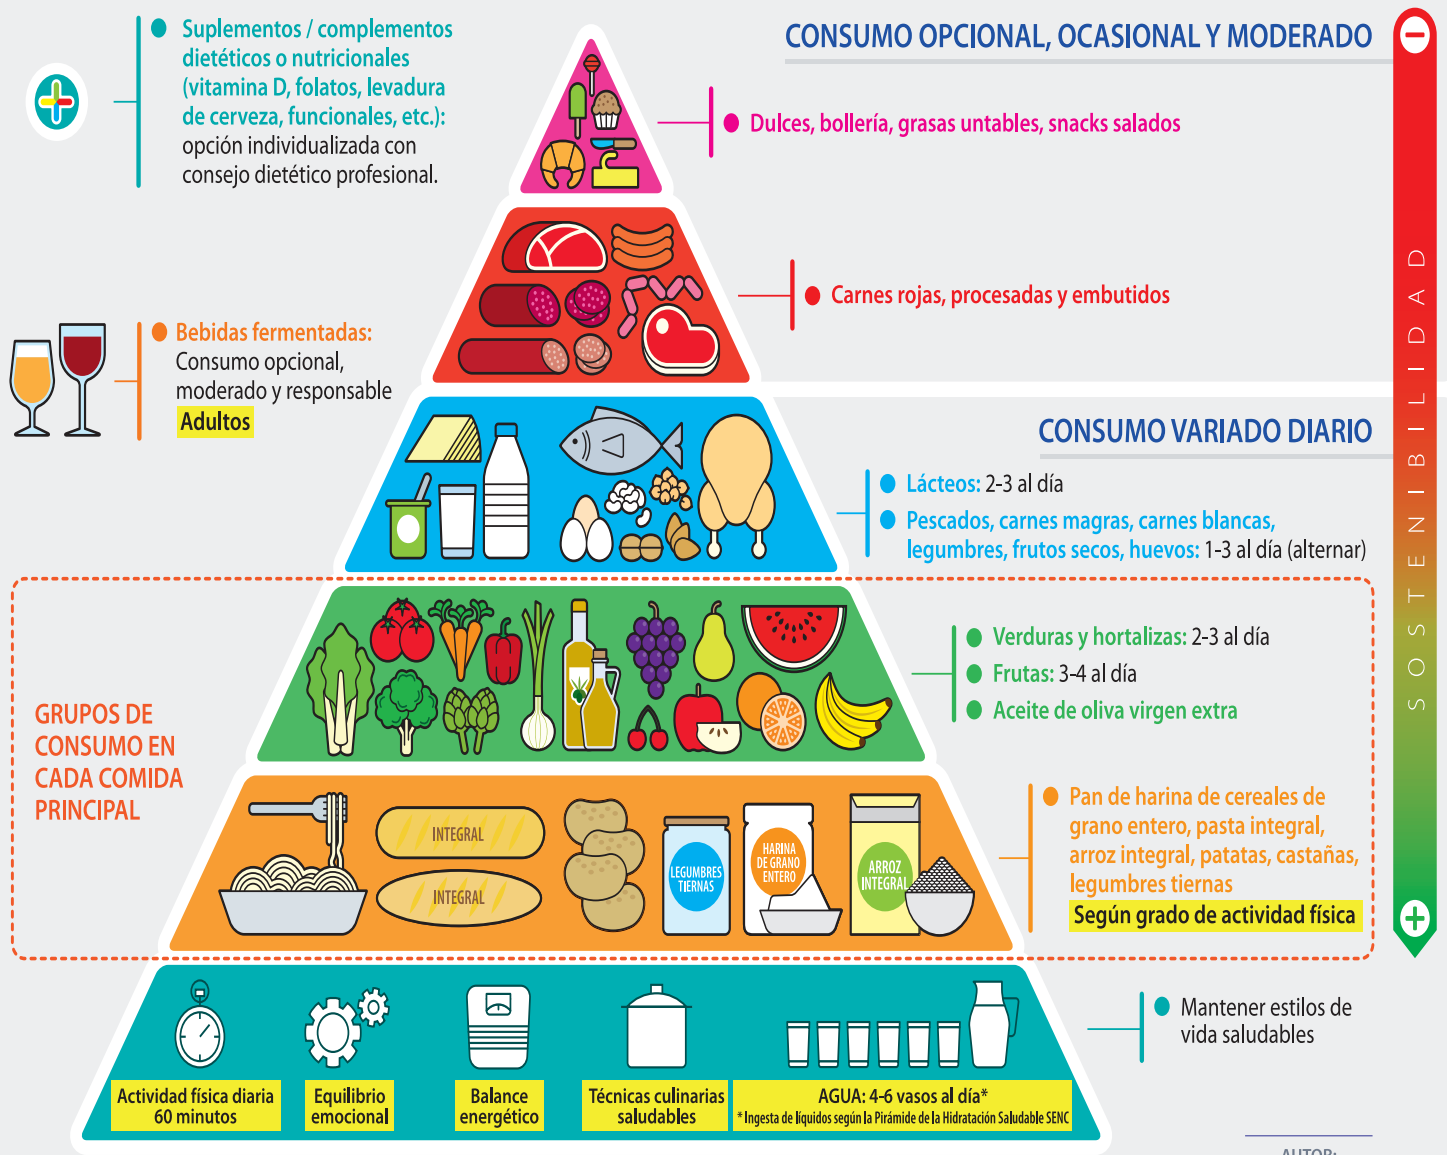 Suplementos / complementos
dietéticos o nutricionales
(vitamina D, folatos, levadura
de cerveza, funcionales, etc.):
opción individualizada con
consejo dietético profesional.
CONSUMO OPCIONAL, OCASIONAL Y MODERADO
Dulces, bollería, grasas untables, snacks salados
Carnes rojas, procesadas y embutidos
Bebidas fermentadas:
Consumo opcional,
moderado y responsable
Adultos
CONSUMO VARIADO DIARIO
Lácteos: 2-3 al día
Pescados, carnes magras, carnes blancas,
legumbres, frutos secos, huevos: 1-3 al día (alternar)
SOSTENIBILIDAD
GRUPOS DE
CONSUMO EN
CADA COMIDA
PRINCIPAL
Verduras y hortalizas: 2-3 al día
Frutas: 3-4 al día
Aceite de oliva virgen extra
INTEGRAL
INTEGRAL
LEGUMBRES
TIERNAS
HARINA
DE GRANO
ENTERO
ARROZ
INTEGRAL
Pan de harina de cereales de
grano entero, pasta integral,
arroz integral, patatas, castañas,
legumbres tiernas
Según grado de actividad física
Mantener estilos de
vida saludables
Actividad física diaria
60 minutos
Equilibrio
emocional
Balance
energético
Técnicas culinarias
saludables
AGUA: 4-6 vasos al día*
* Ingesta de líquidos según la Pirámide de la Hidratación Saludable SENC
AUTOR: